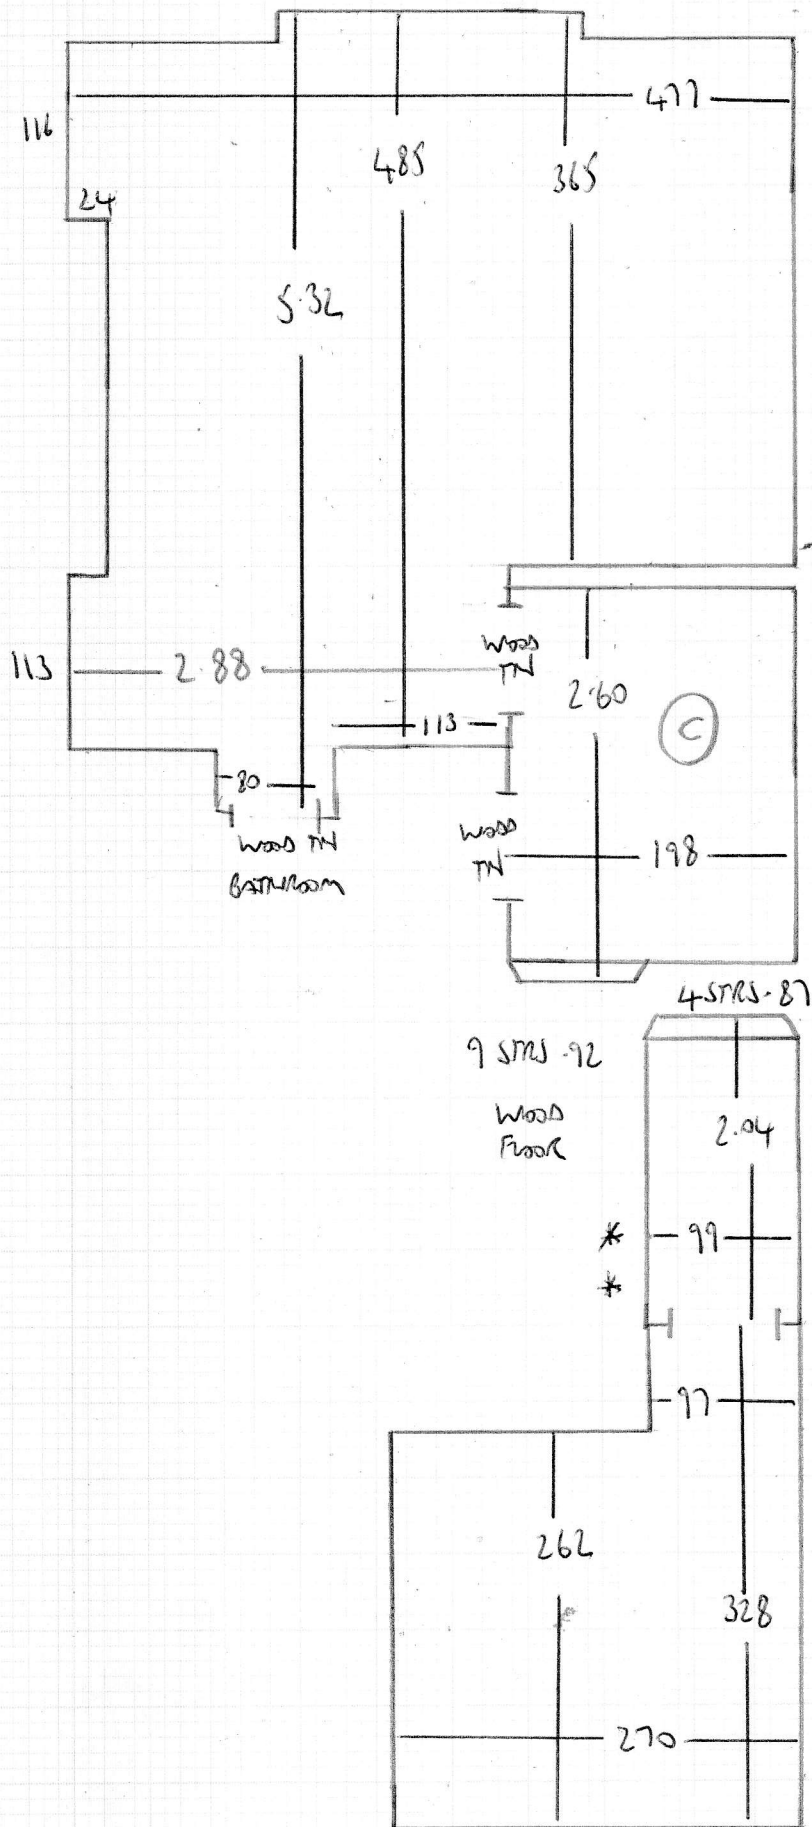 477
116
485
365
24
5.32
WOOD
TN
113
2.88
2.60
C
113
80
WOOD
TN
198
WOOD TN
BATHROOM
4 STRS - 87
9 STRS - 92
WOOD
FLOOR
2.04
*
99
*
97
262
328
270